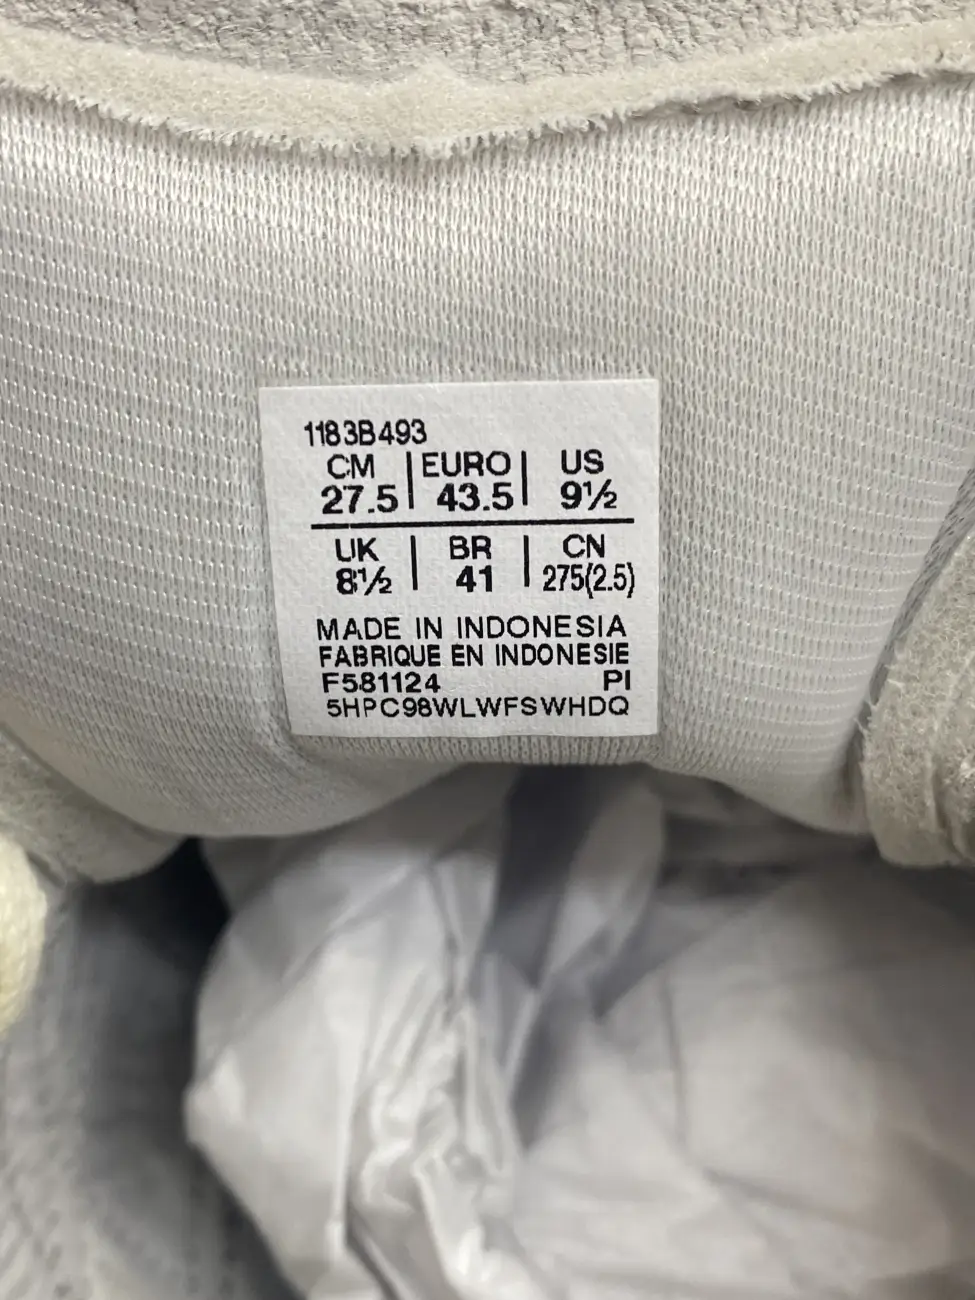 1183B493
CM | EURO | US
27.5 | 43.5 | 9½
UK | BR | CN
8½ | 41 | 275(2.5)
MADE IN INDONESIA
FABRIQUE EN INDONESIE
F581124 PI
5HPC98WLWFSWHDQ